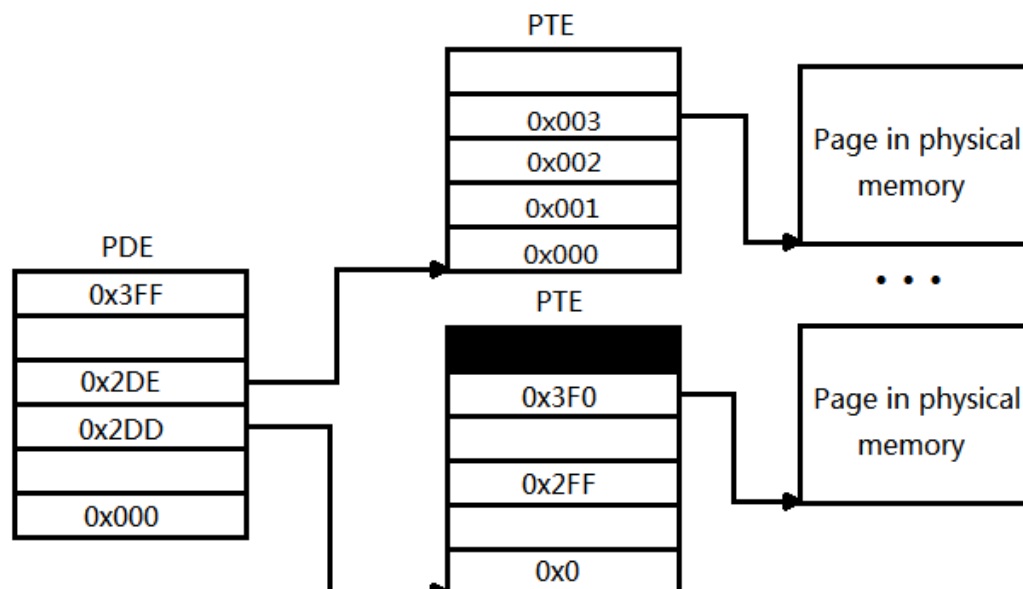 PTE
0x003
0x002
0x001
0x000
Page in physical
memory
PDE
0x3FF
0x2DE
0x2DD
0x000
PTE
0x3F0
0x2FF
0x0
• • •
Page in physical
memory